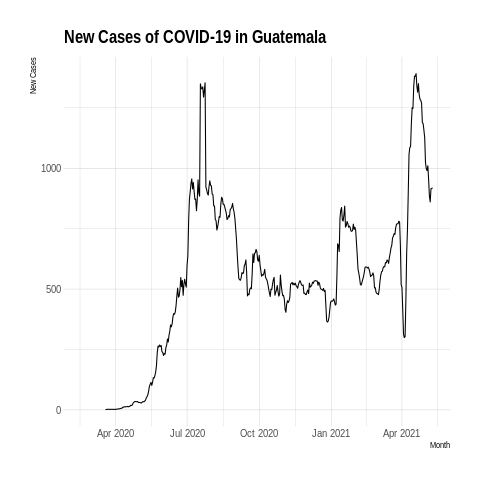 New Cases of COVID-19 in Guatemala
New Cases
1000
500
0
Apr 2020
Jul 2020
Oct 2020
Jan 2021
Apr 2021
Month